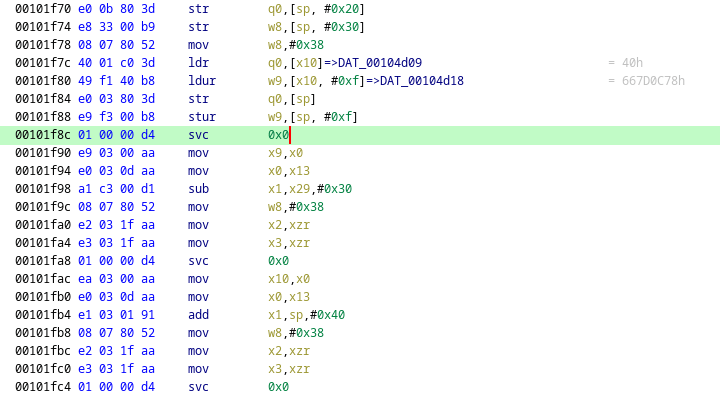 00101f70 e0 0b 80 3d str q0,[sp, #0x20]
00101f74 e8 33 00 b9 str w8,[sp, #0x30]
00101f78 08 07 80 52 mov w8,#0x38
00101f7c 40 01 c0 3d ldr q0,[x10]=>DAT_00104d09 = 40h
00101f80 49 f1 40 b8 ldur w9,[x10, #0xf]=>DAT_00104d18 = 667D0C78h
00101f84 e0 03 80 3d str q0,[sp]
00101f88 e9 f3 00 b8 stur w9,[sp, #0xf]
00101f8c 01 00 00 d4 svc 0x0
00101f90 e9 03 00 aa mov x9,x0
00101f94 e0 03 0d aa mov x0,x13
00101f98 a1 c3 00 d1 sub x1,x29,#0x30
00101f9c 08 07 80 52 mov w8,#0x38
00101fa0 e2 03 1f aa mov x2,xzr
00101fa4 e3 03 1f aa mov x3,xzr
00101fa8 01 00 00 d4 svc 0x0
00101fac ea 03 00 aa mov x10,x0
00101fb0 e0 03 0d aa mov x0,x13
00101fb4 e1 03 01 91 add x1,sp,#0x40
00101fb8 08 07 80 52 mov w8,#0x38
00101fbc e2 03 1f aa mov x2,xzr
00101fc0 e3 03 1f aa mov x3,xzr
00101fc4 01 00 00 d4 svc 0x0